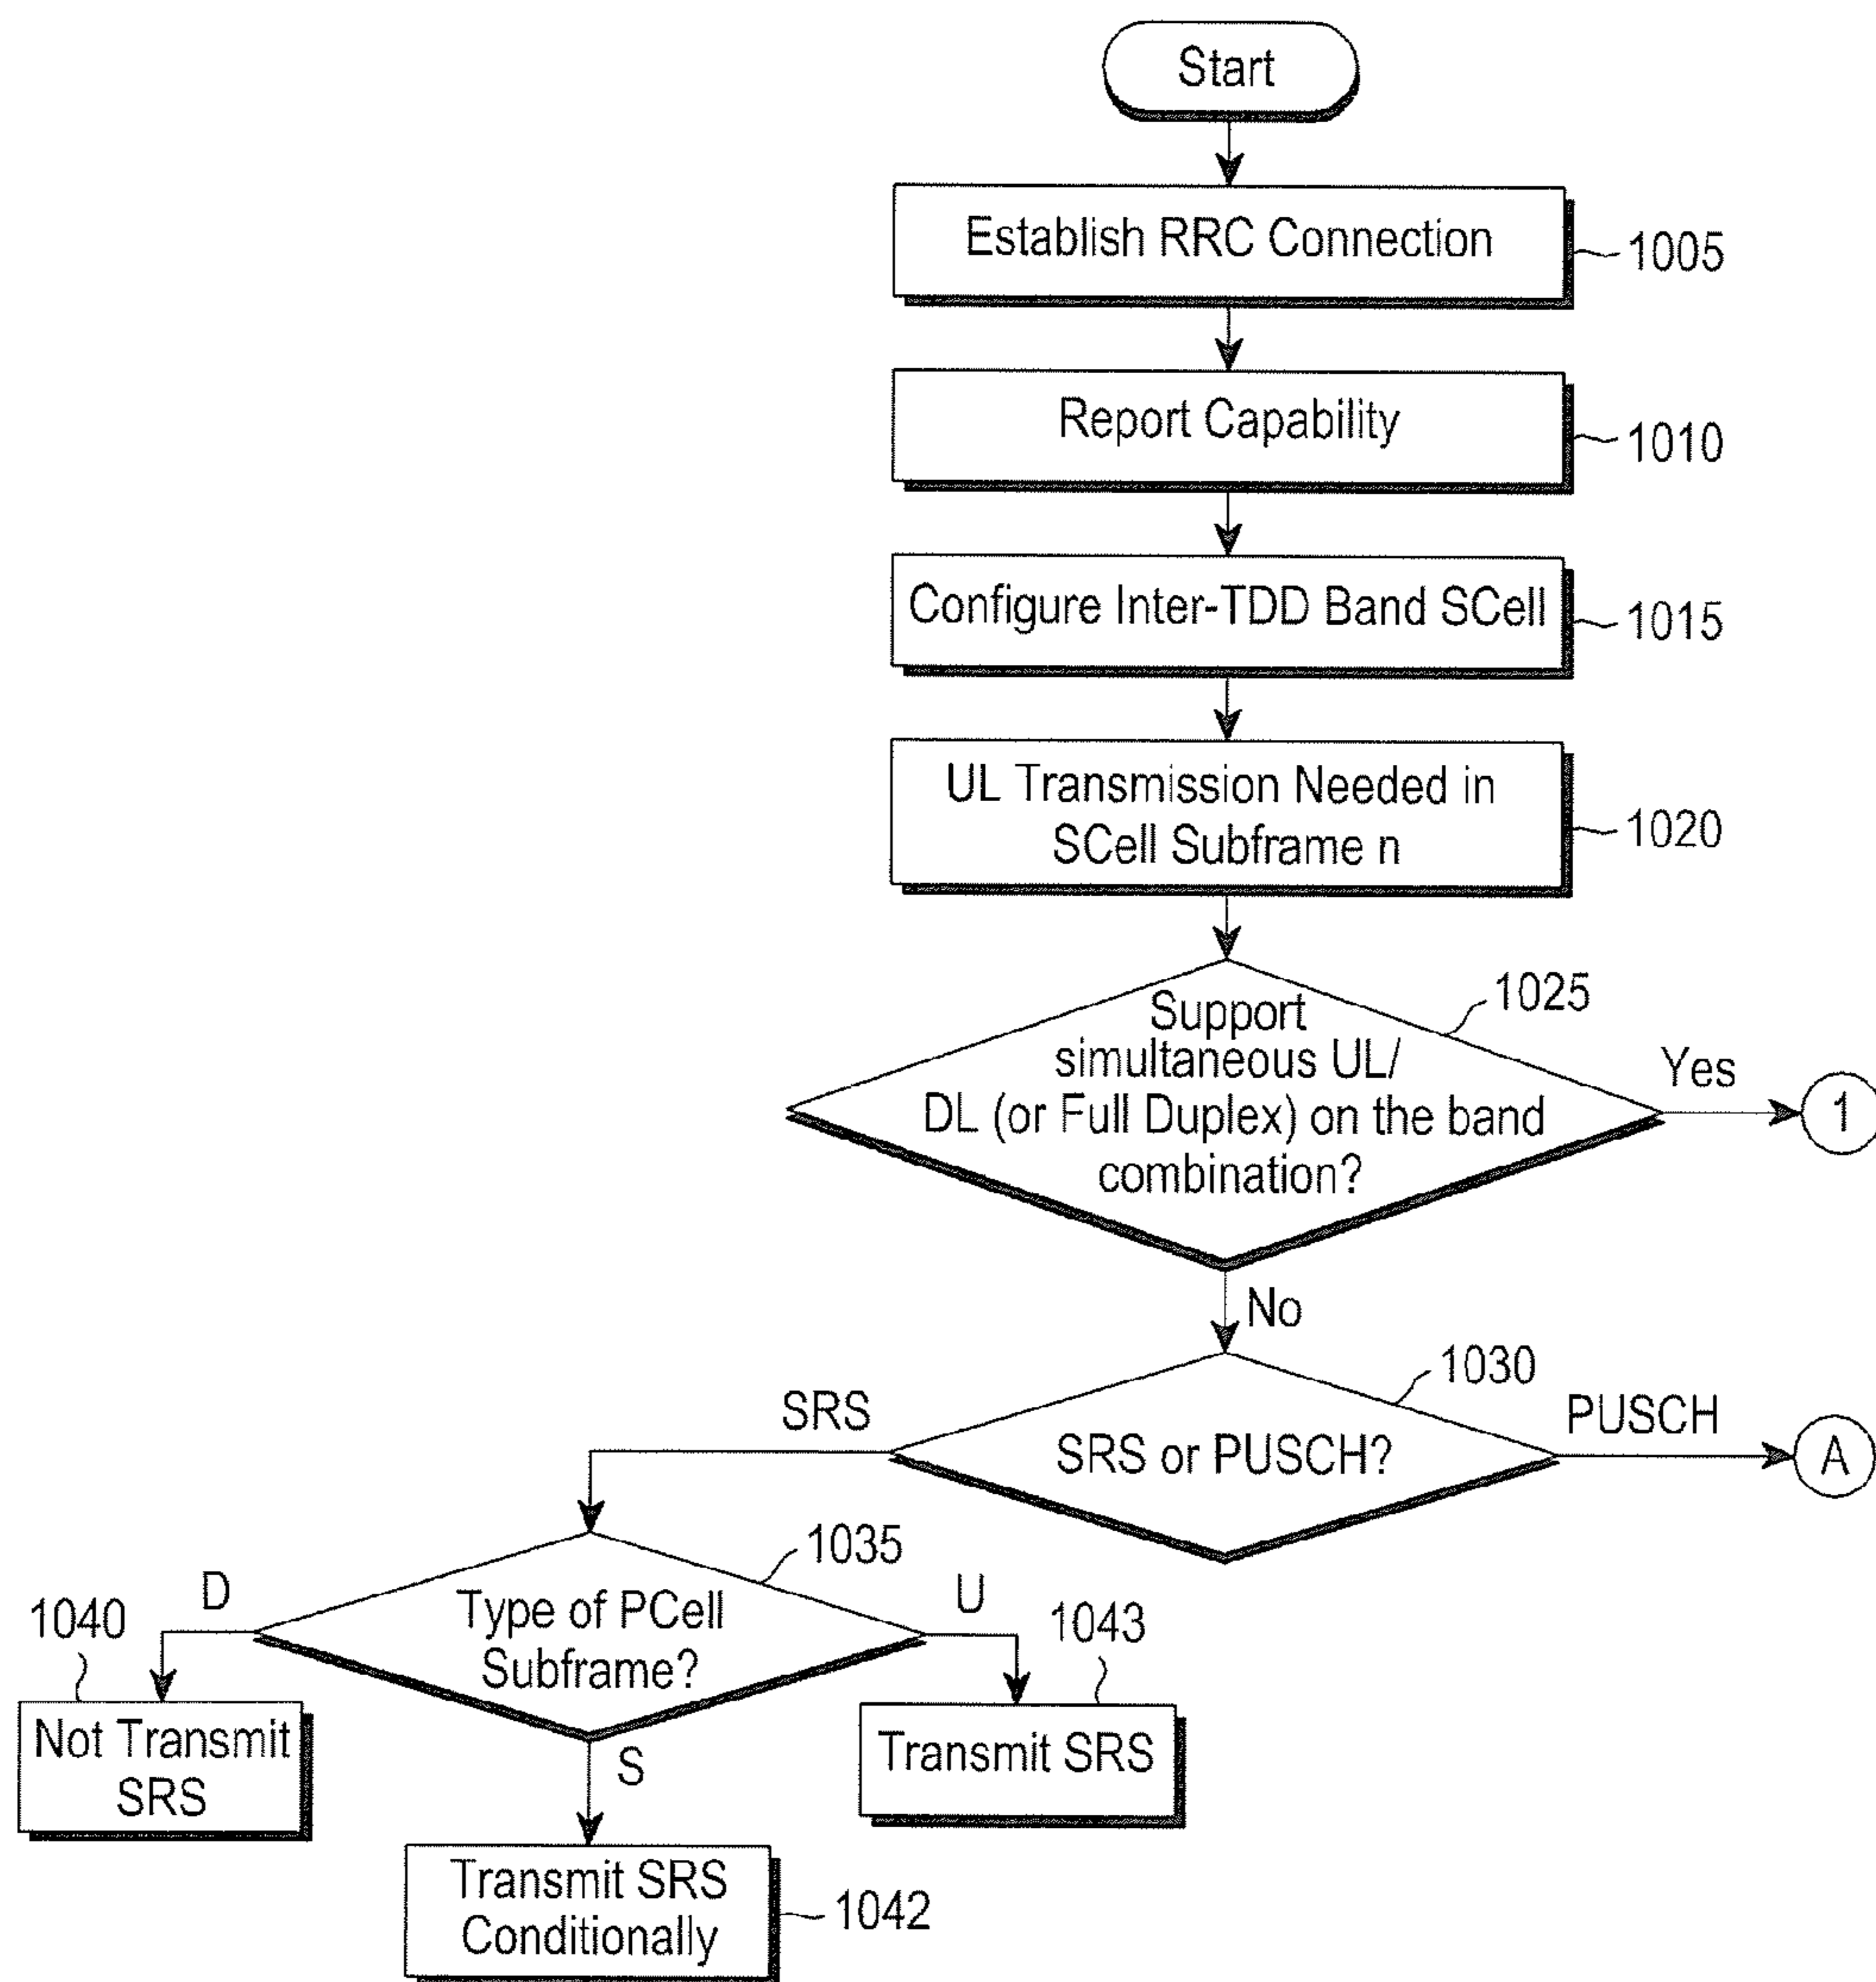 Start
Establish RRC Connection
1005
Report Capability
1010
Configure Inter-TDD Band SCell
1015
UL Transmission Needed in
SCell Subframe n
1020
Support
simultaneous UL/
DL (or Full Duplex) on the band
combination?
1025
Yes
1
No
SRS or PUSCH?
1030
SRS
PUSCH
A
Type of PCell
Subframe?
1035
D
U
S
1040
Not Transmit
SRS
1043
Transmit SRS
Transmit SRS
Conditionally
1042